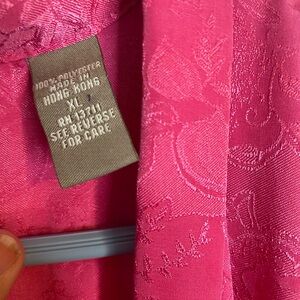 100% POLYESTER
MADE IN
HONG KONG
XL
RN 13711
SEE REVERSE
FOR CARE